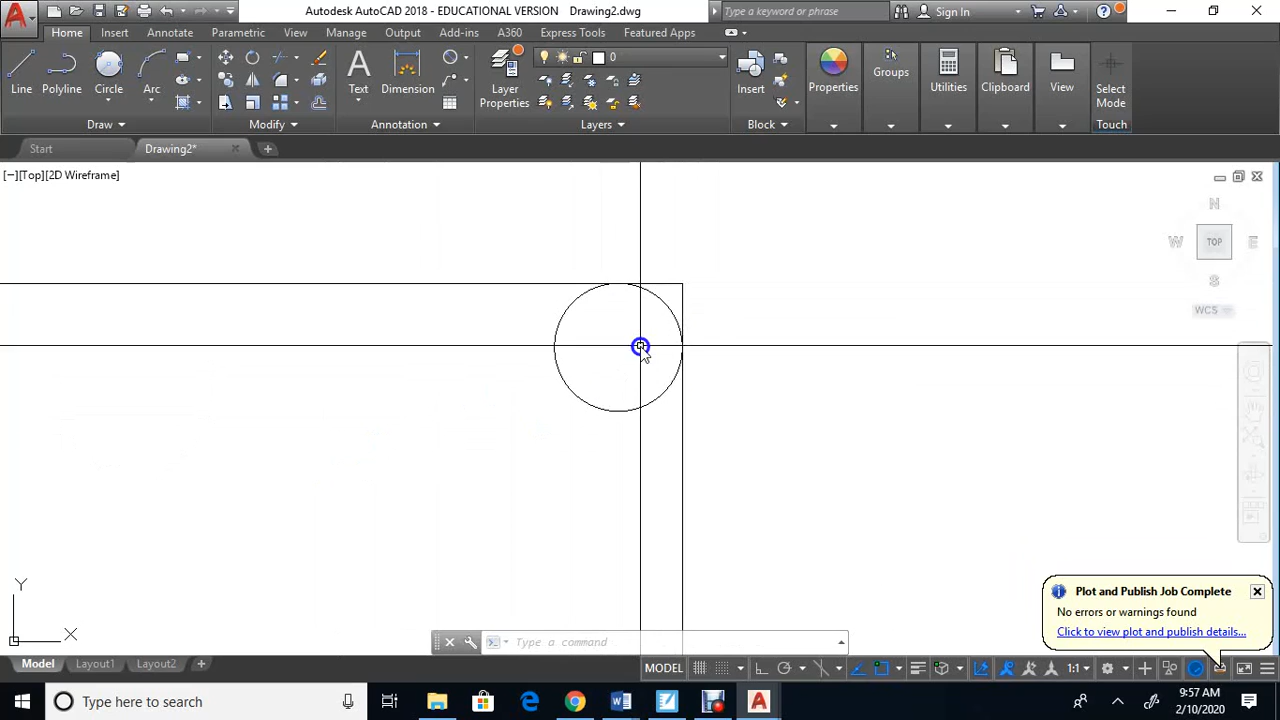 Autodesk AutoCAD 2018 - EDUCATIONAL VERSION Drawing2.dwg
Type a keyword or phrase
Sign In
Home Insert Annotate Parametric View Manage Output Add-ins A360 Express Tools Featured Apps
0
Line Polyline Circle Arc
Text Dimension
Layer
Properties
Insert
Properties
Groups
Utilities
Clipboard
View
Select
Mode
Draw Modify Annotation Layers Block Touch
Start Drawing2*
[−][Top][2D Wireframe]
N
W TOP E
S
WCS
Y
X
Plot and Publish Job Complete
No errors or warnings found
Click to view plot and publish details...
Type a command
Model Layout1 Layout2
MODEL 1:1
Type here to search
9:57 AM
2/10/2020